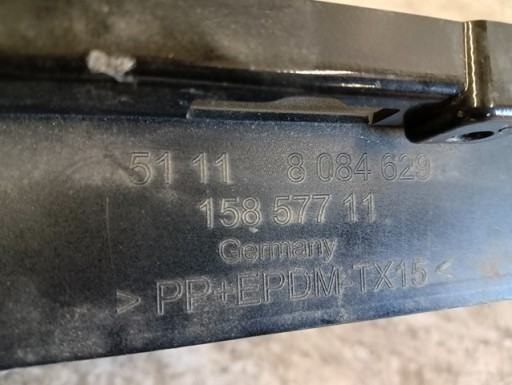 51 11 8 084 629
158 577 11
Germany
> PP+EPDM-TX15 <